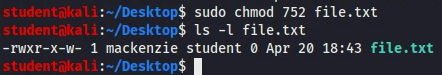 student@kali:~/Desktop$ sudo chmod 752 file.txt
student@kali:~/Desktop$ ls -l file.txt
-rwxr-x-w- 1 mackenzie student 0 Apr 20 18:43 file.txt
student@kali:~/Desktop$